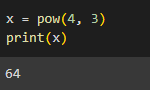 x = pow(4, 3)
print(x)
64